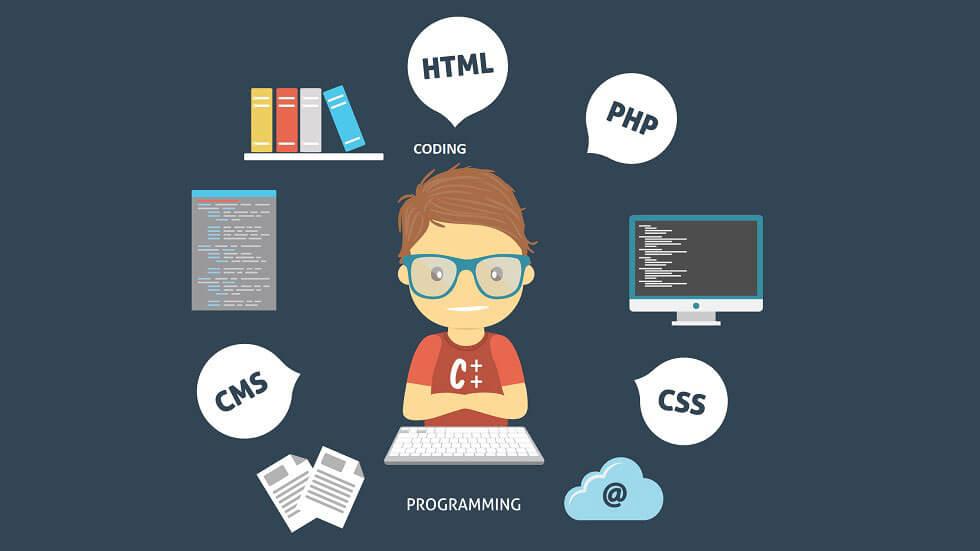 HTML
PHP
CODING
C++
CMS
CSS
@
PROGRAMMING